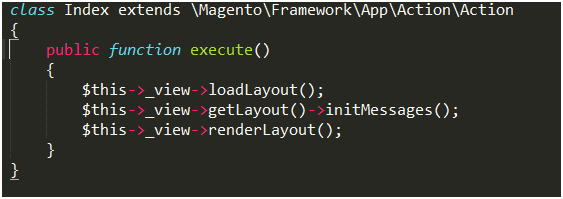 class Index extends \Magento\Framework\App\Action\Action
{
    public function execute()
    {
        $this->_view->loadLayout();
        $this->_view->getLayout()->initMessages();
        $this->_view->renderLayout();
    }
}